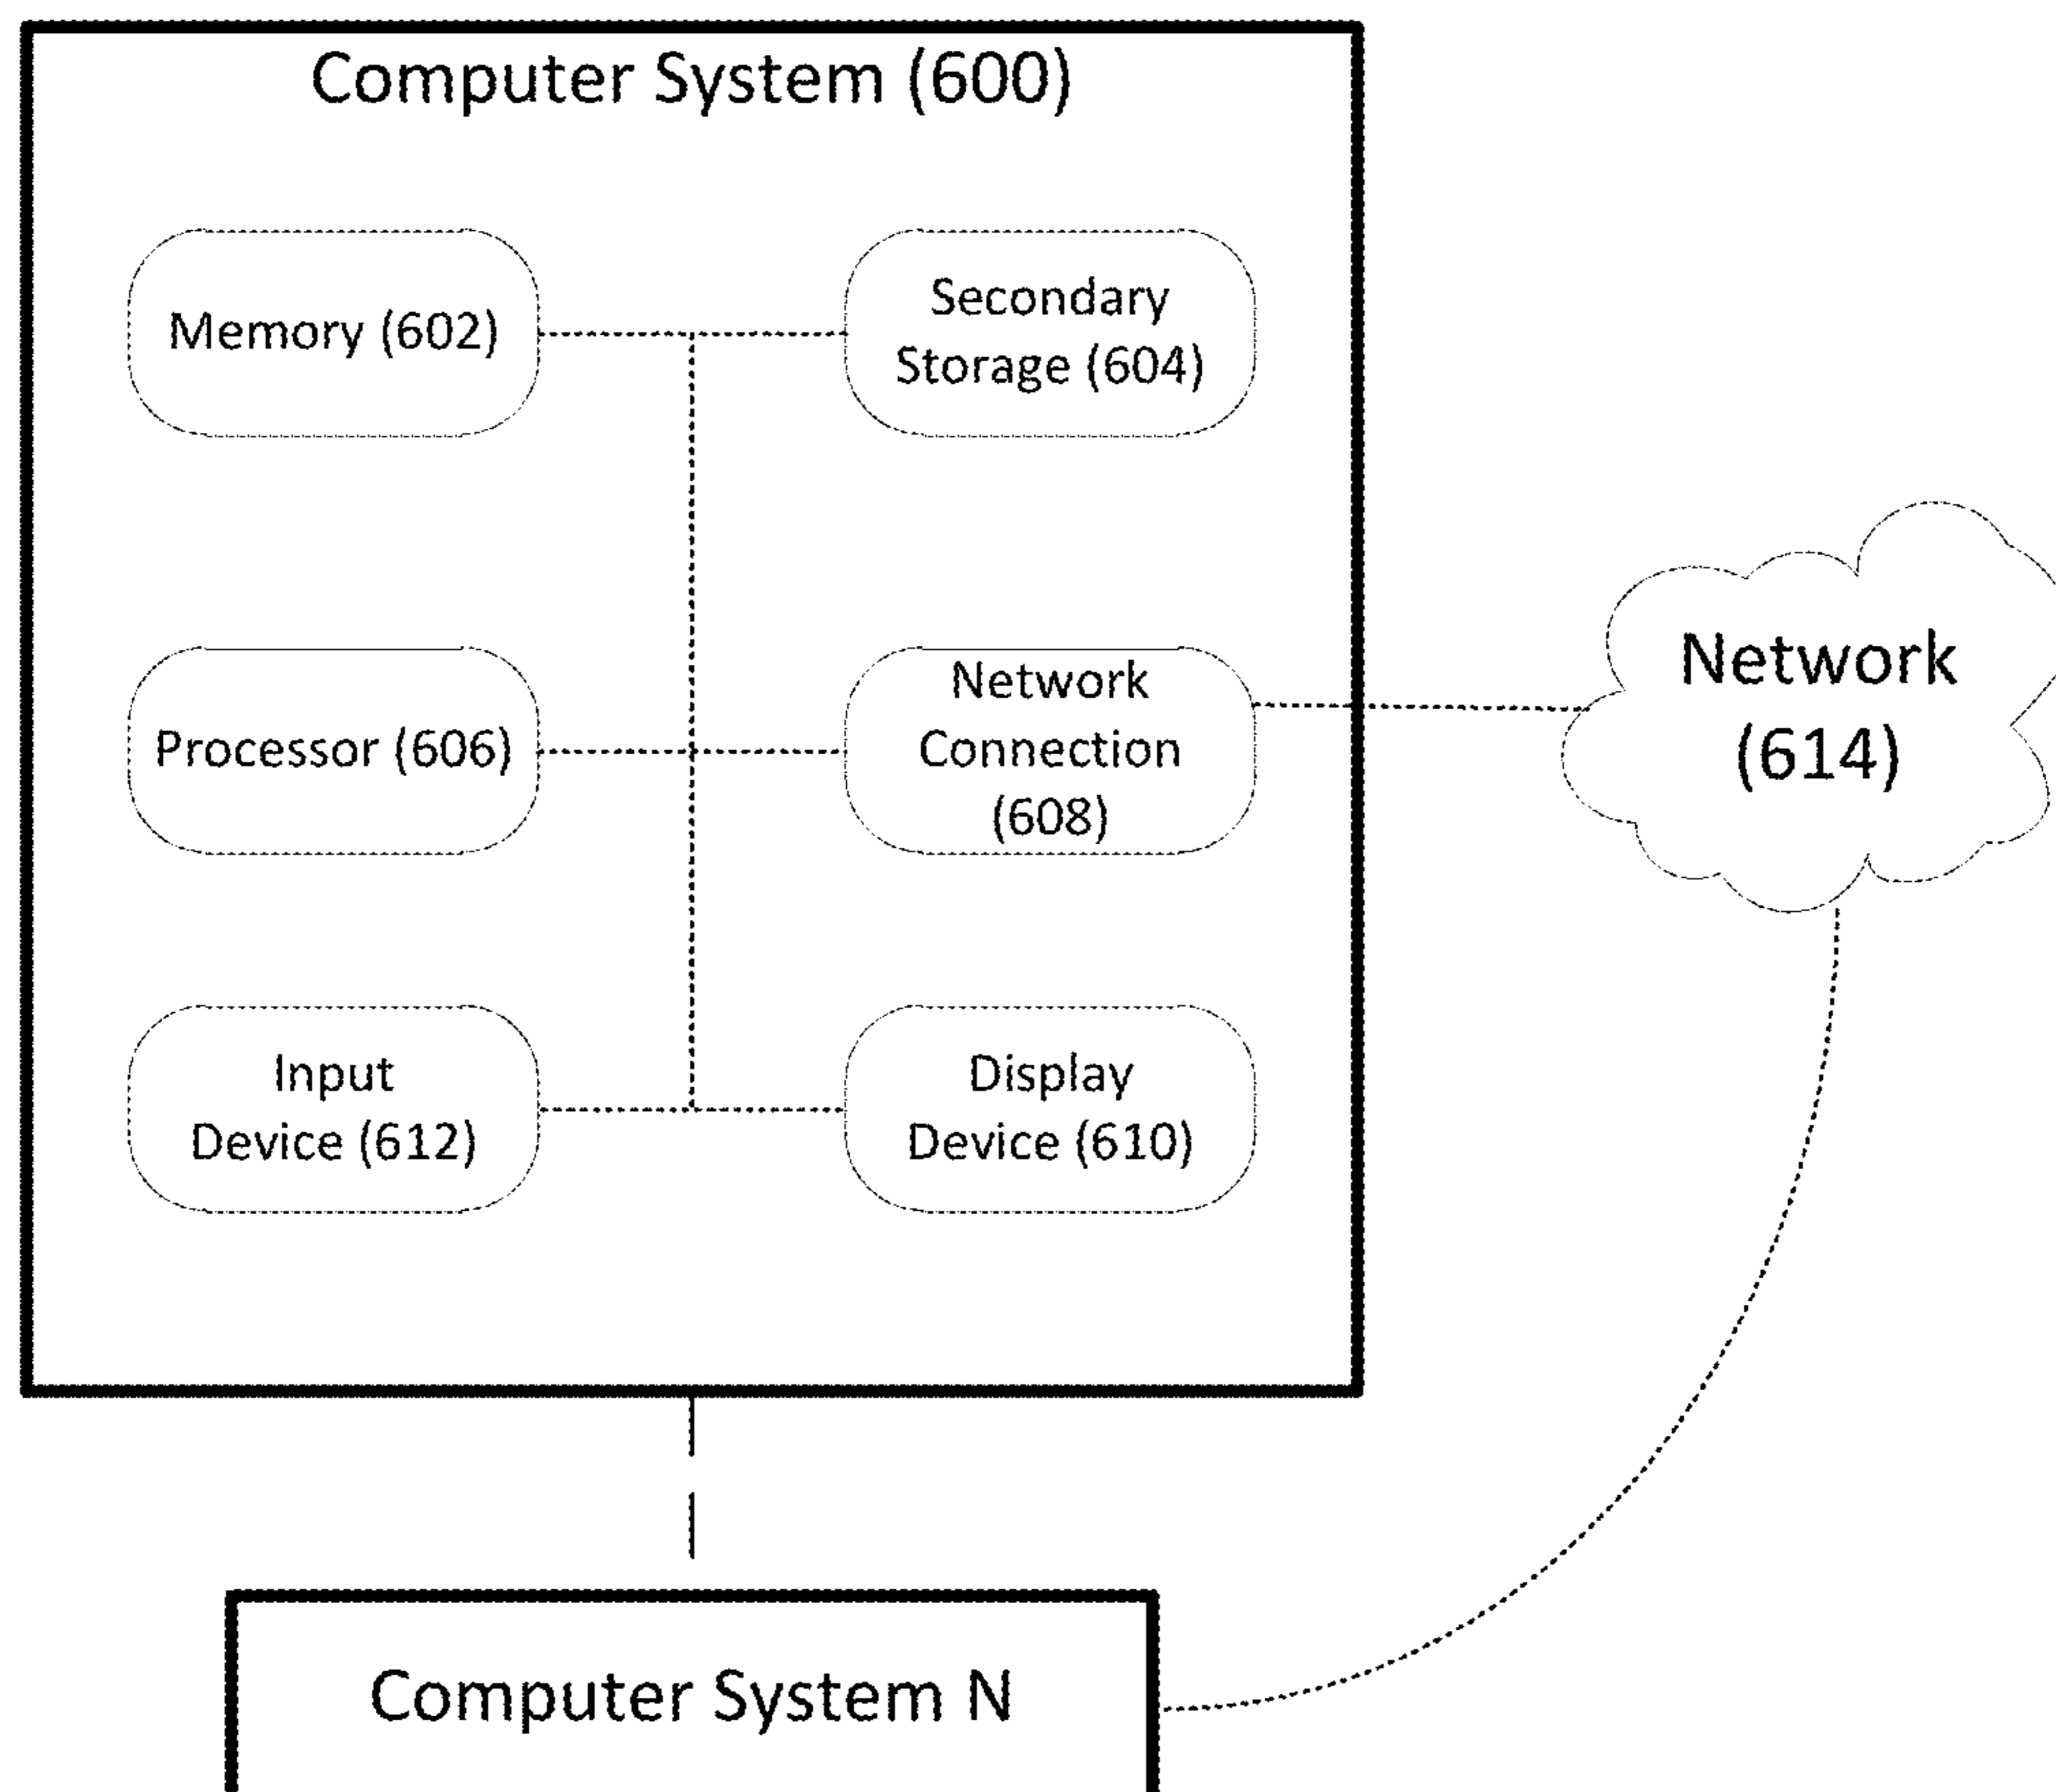 Computer System (600)
Memory (602)
Secondary
Storage (604)
Processor (606)
Network
Connection
(608)
Network
(614)
Input
Device (612)
Display
Device (610)
Computer System N